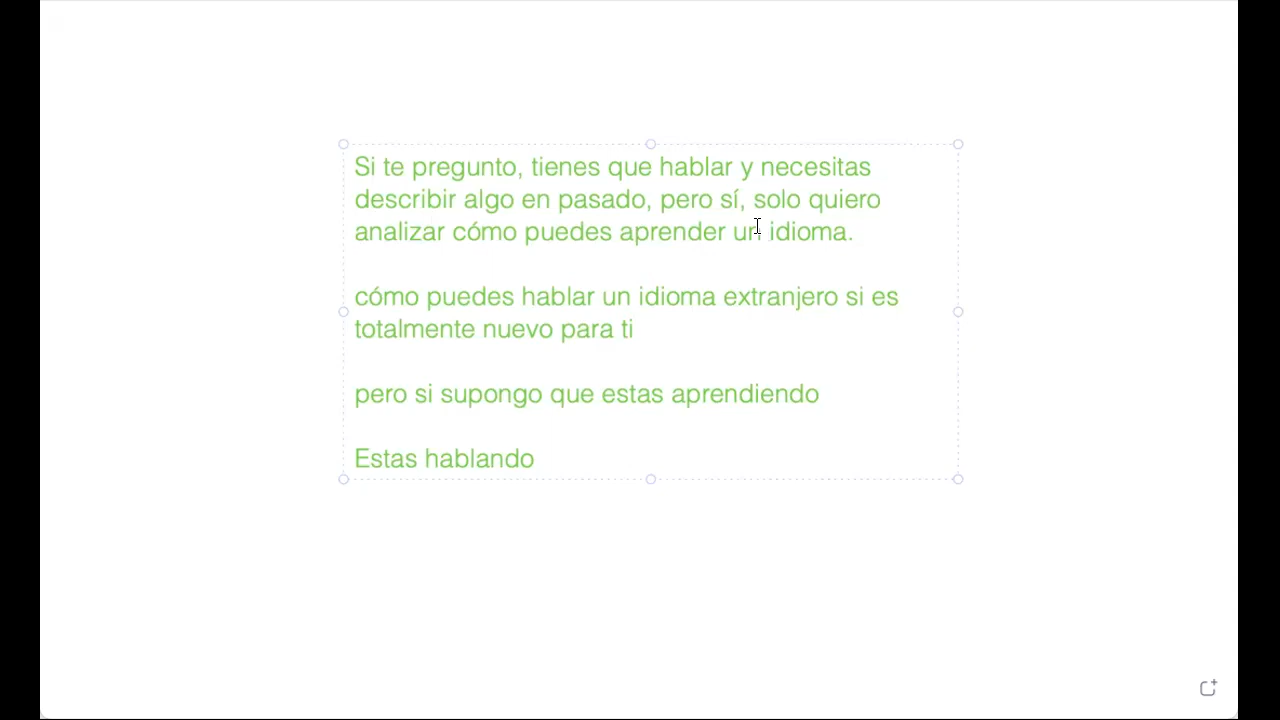 Si te pregunto, tienes que hablar y necesitas
describir algo en pasado, pero sí, solo quiero
analizar cómo puedes aprender un idioma.
cómo puedes hablar un idioma extranjero si es
totalmente nuevo para ti
pero si supongo que estas aprendiendo
Estas hablando